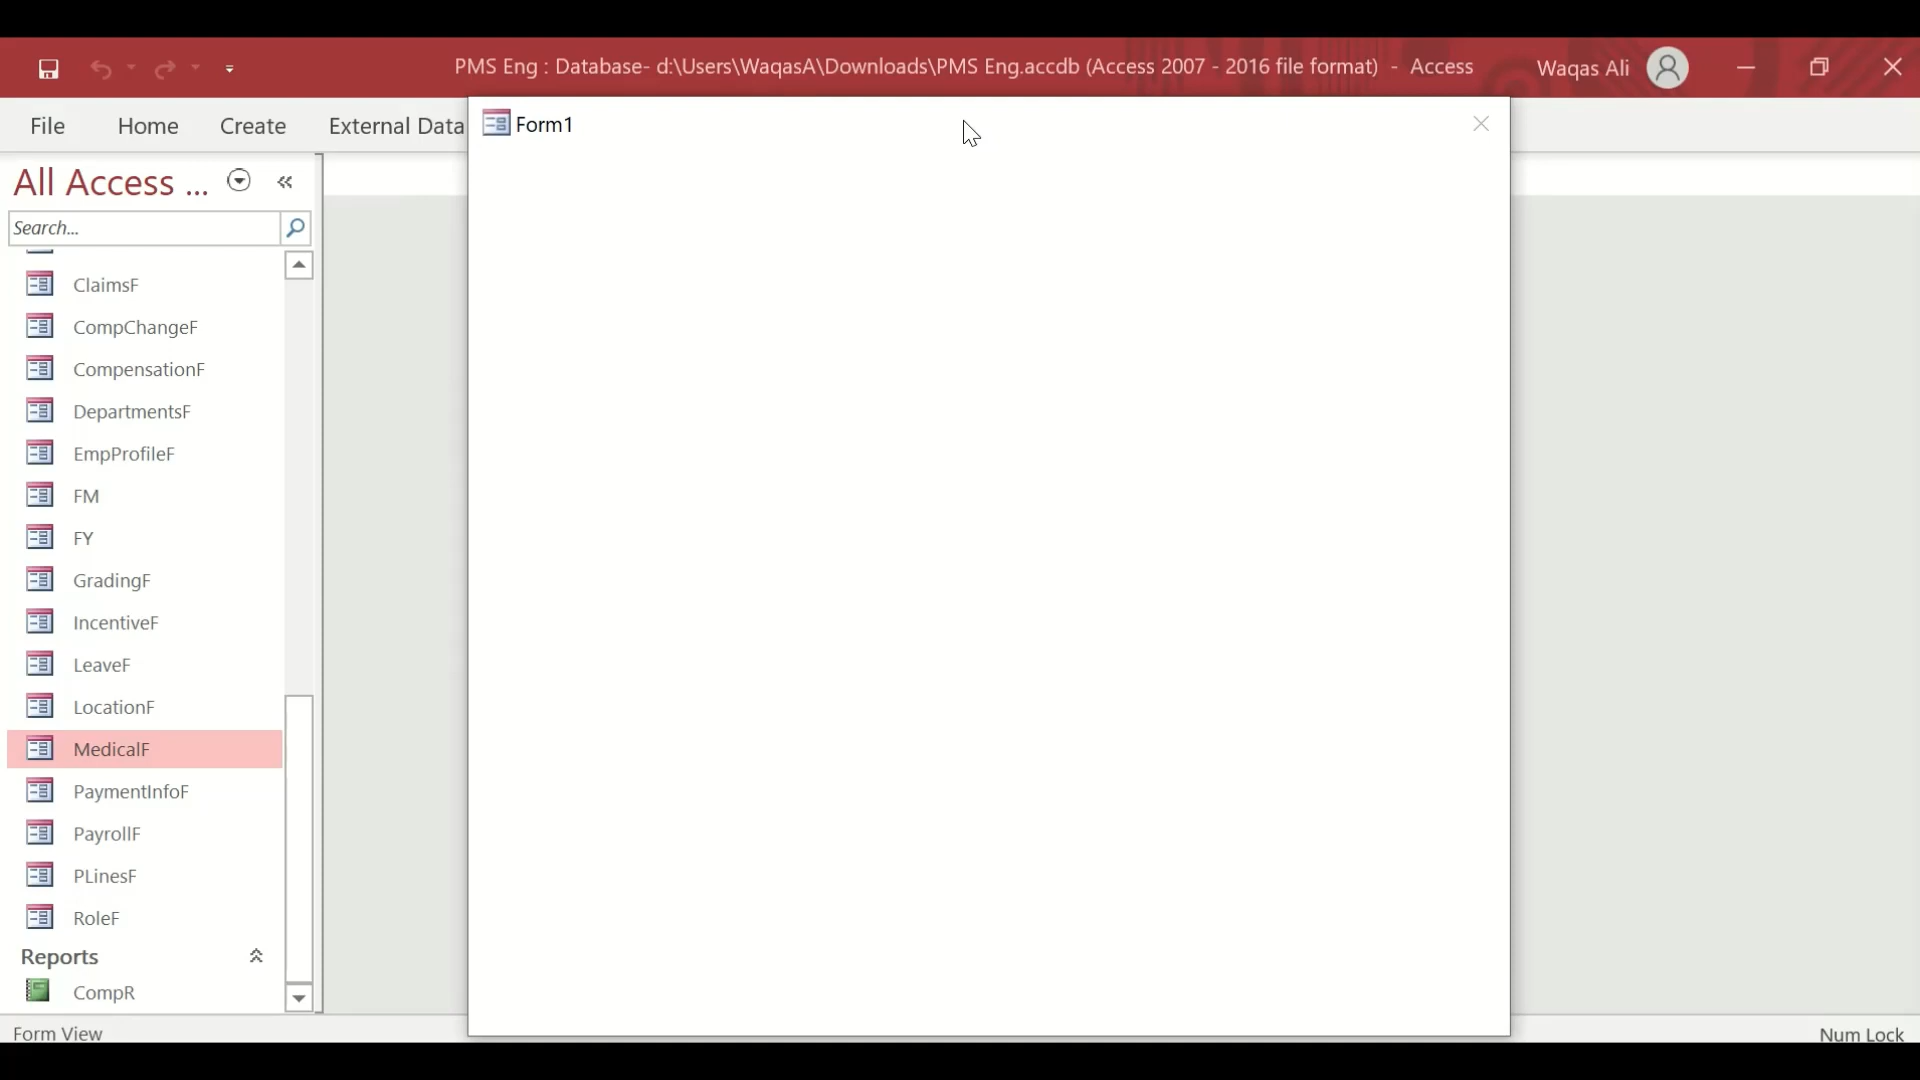 PMS Eng : Database- d:\Users\WaqasA\Downloads\PMS Eng.accdb (Access 2007 - 2016 file format) - Access
Waqas Ali
File Home Create External Data
Form1
All Access ...
Search...
ClaimsF
CompChangeF
CompensationF
DepartmentsF
EmpProfileF
FM
FY
GradingF
IncentiveF
LeaveF
LocationF
MedicalF
PaymentInfoF
PayrollF
PLinesF
RoleF
Reports
CompR
Form View
Num Lock